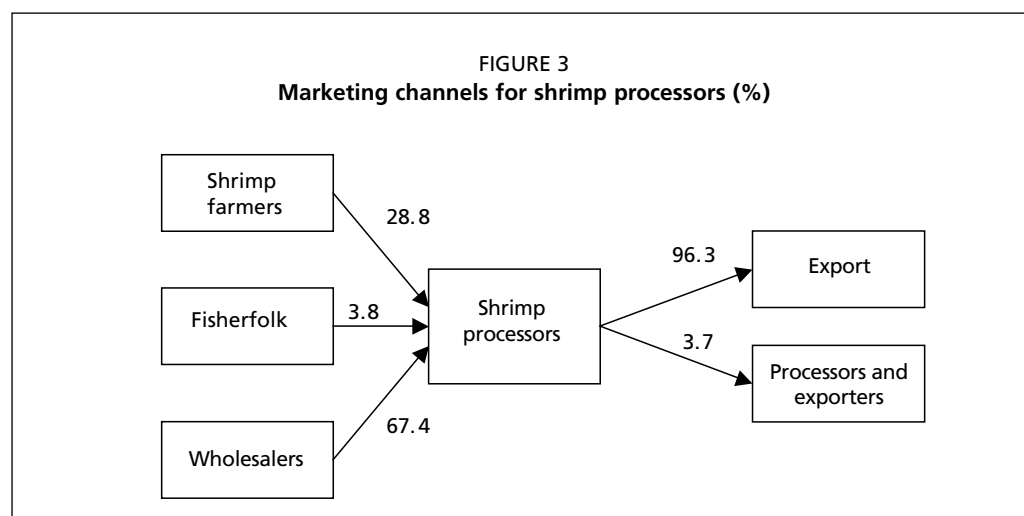 FIGURE 3
Marketing channels for shrimp processors (%)
Shrimp
farmers
28.8
Fisherfolk
3.8
Wholesalers
67.4
Shrimp
processors
96.3
Export
3.7
Processors and
exporters